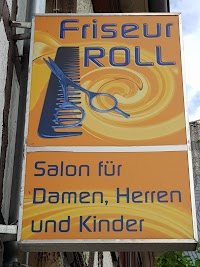 Friseur
ROLL
Salon für
Damen, Herren
und Kinder